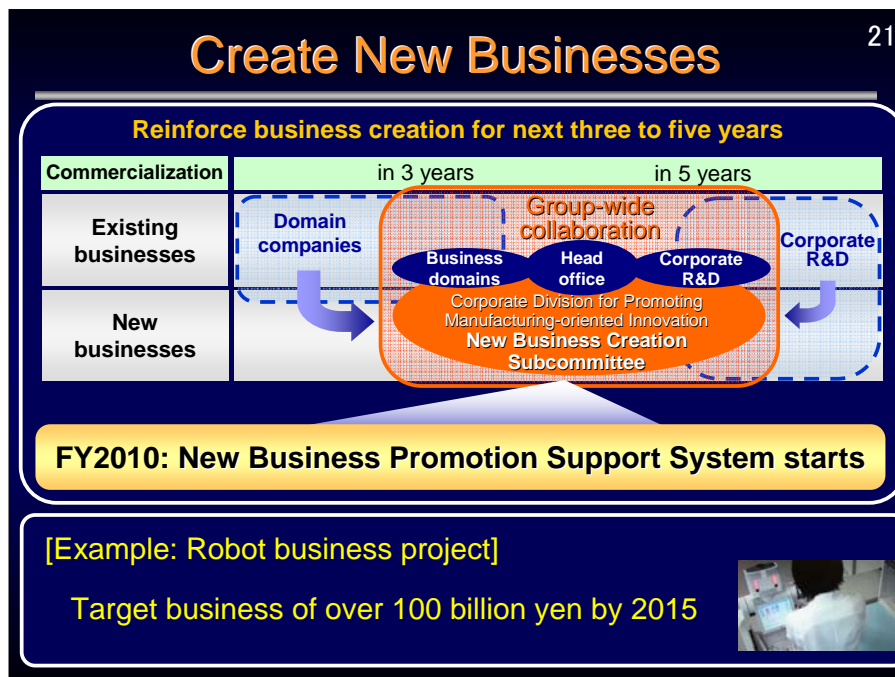 21
Create New Businesses
Reinforce business creation for next three to five years
Commercialization
in 3 years
in 5 years
Existing
businesses
Domain
companies
Group-wide
collaboration
Corporate
R&D
Business
domains
Head
office
Corporate
R&D
New
businesses
Corporate Division for Promoting
Manufacturing-oriented Innovation
New Business Creation
Subcommittee
FY2010: New Business Promotion Support System starts
[Example: Robot business project]
Target business of over 100 billion yen by 2015